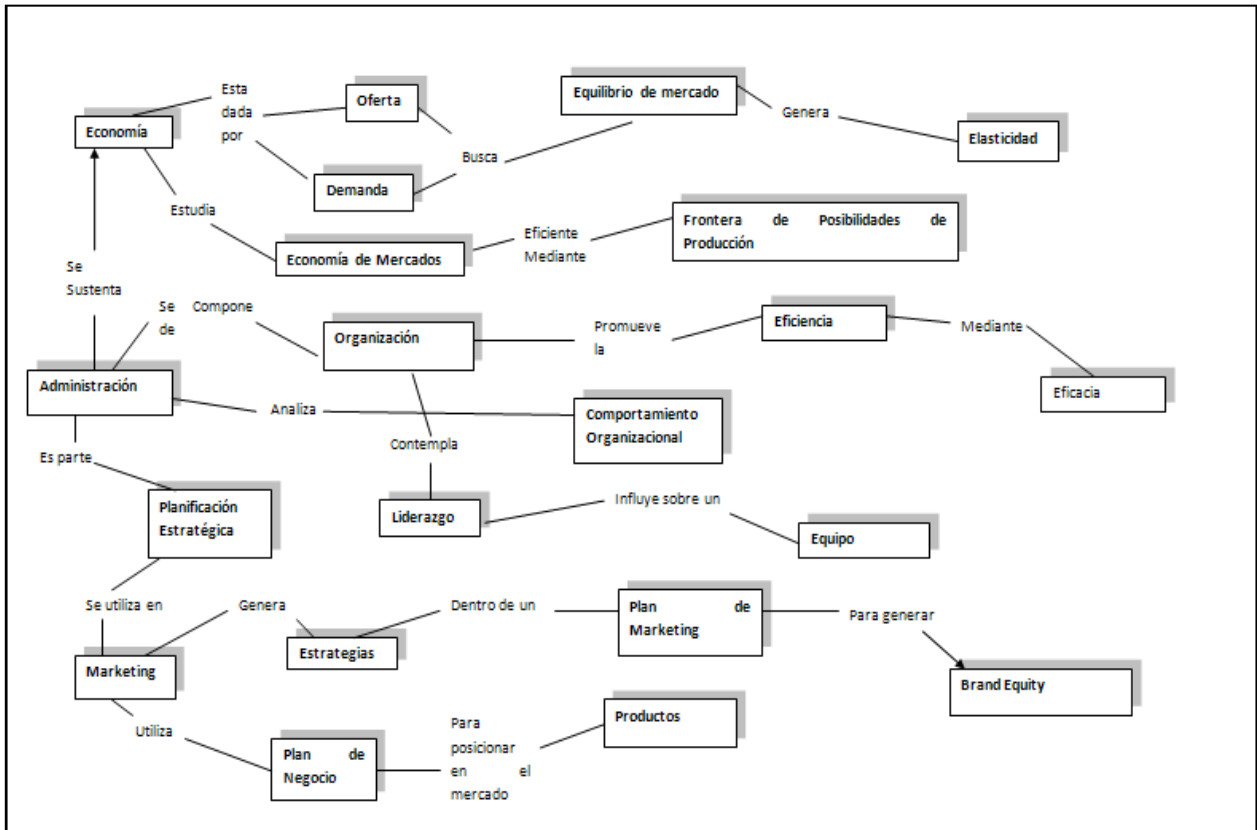 Economía
Esta
dada
por
Oferta
Demanda
Busca
Equilibrio de mercado
Genera
Elasticidad
Estudia
Economía de Mercados
Eficiente
Mediante
Frontera de Posibilidades de
Producción
Se
Sustenta
Se Compone
de
Organización
Promueve
la
Eficiencia
Mediante
Eficacia
Administración
Analiza
Comportamiento
Organizacional
Contempla
Liderazgo
Influye sobre un
Equipo
Es parte
Planificación
Estratégica
Se utiliza en
Marketing
Genera
Estrategias
Dentro de un
Plan de
Marketing
Para generar
Brand Equity
Utiliza
Plan de
Negocio
Para
posicionar
en el
mercado
Productos